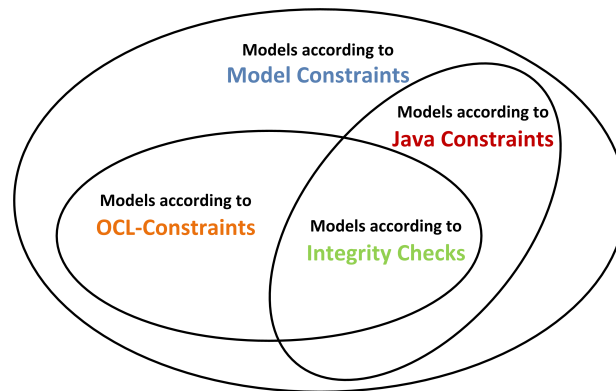 Models according to
Model Constraints
Models according to
Java Constraints
Models according to
OCL-Constraints
Models according to
Integrity Checks